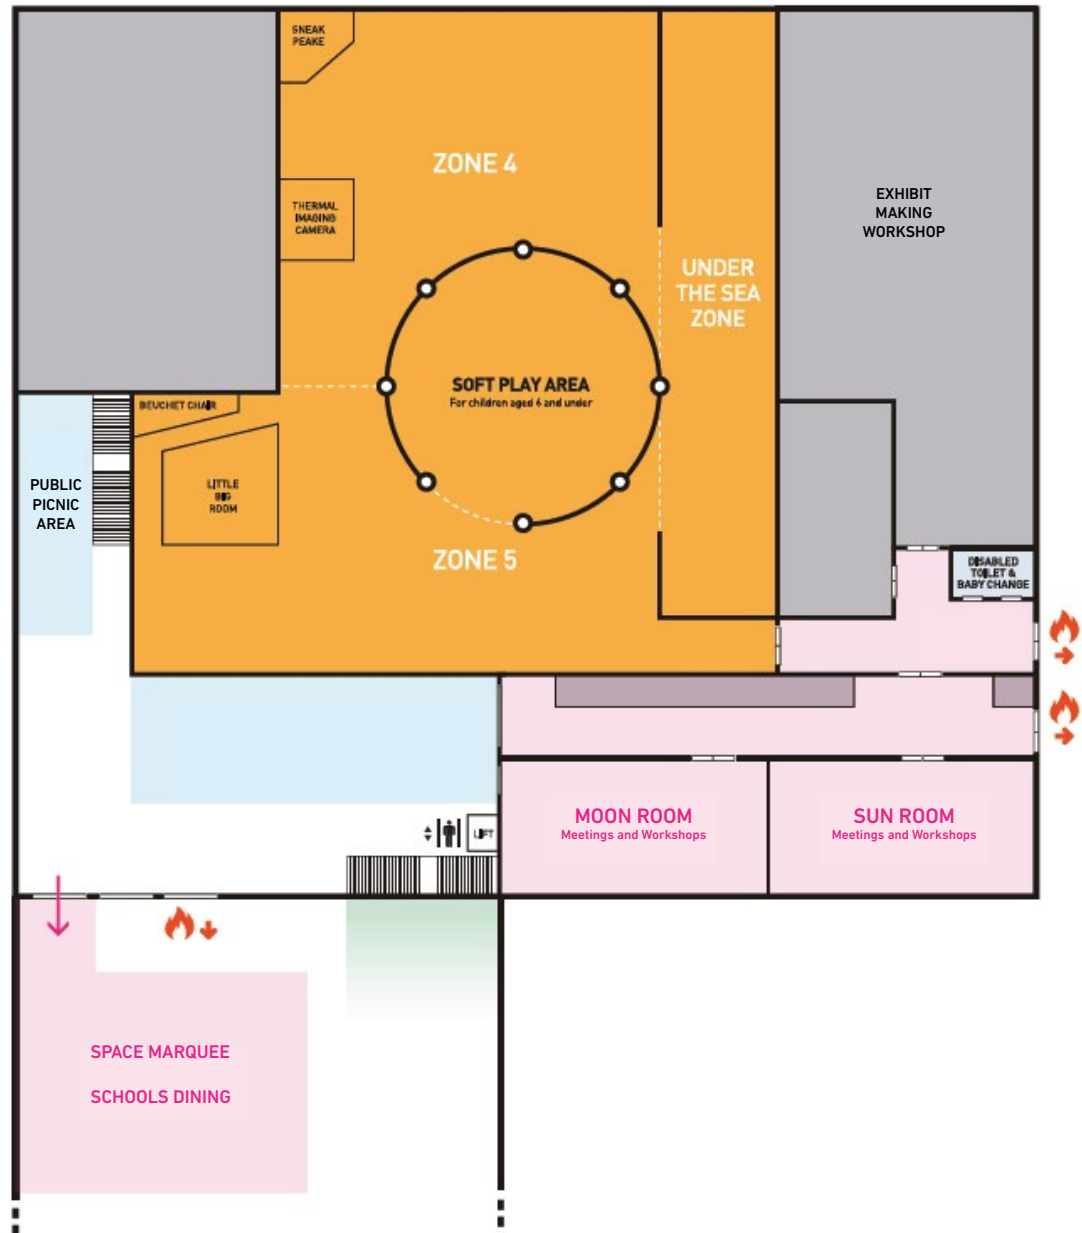 SNEAK
PEAKE
ZONE 4
THERMAL
IMAGING
CAMERA
EXHIBIT
MAKING
WORKSHOP
UNDER
THE SEA
ZONE
SOFT PLAY AREA
For children aged 6 and under
BEUCHET CHAIR
PUBLIC
PICNIC
AREA
LITTLE
BIG
ROOM
ZONE 5
DISABLED
TOILET &
BABY CHANGE
LIFT
MOON ROOM
Meetings and Workshops
SUN ROOM
Meetings and Workshops
SPACE MARQUEE
SCHOOLS DINING